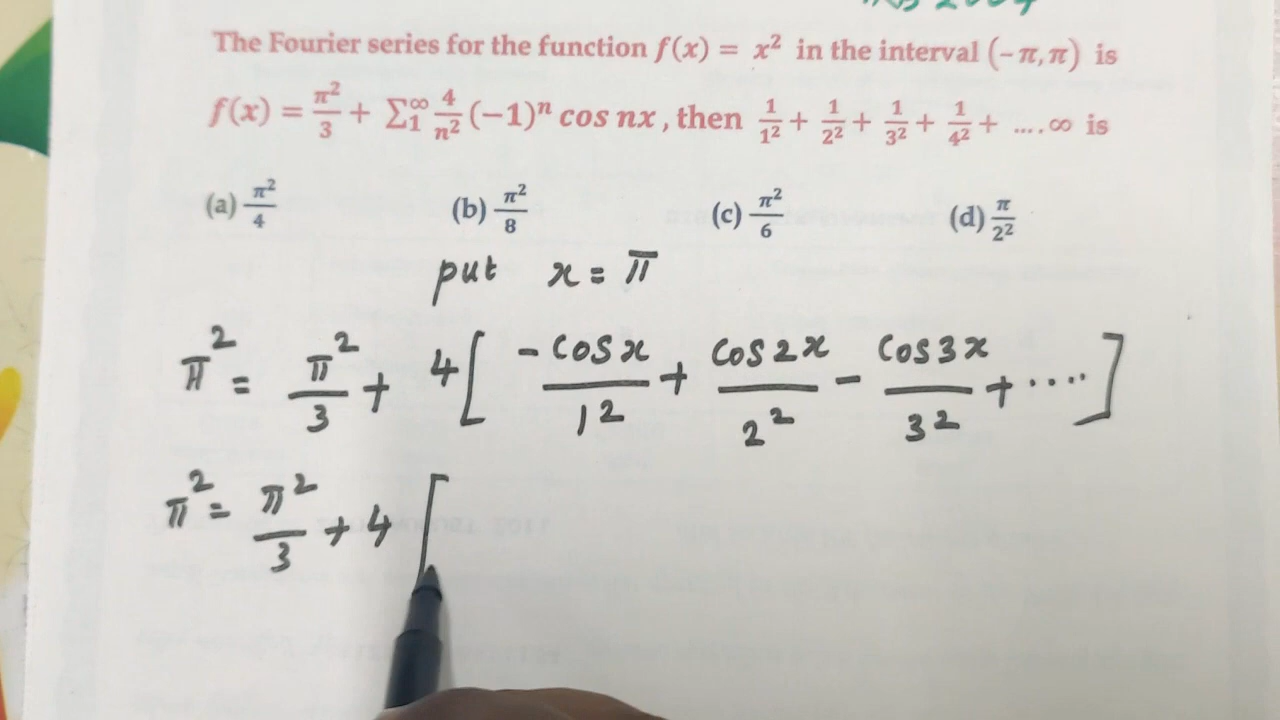 The Fourier series for the function f(x) = x² in the interval (−π, π) is
f(x) = π²/3 + Σ₁^∞ 4/n² (−1)ⁿ cos nx , then 1/1² + 1/2² + 1/3² + 1/4² + ....∞ is
(a) π²/4 (b) π²/8 (c) π²/6 (d) π/2²
put x = π
π² = π²/3 + 4[ -cos x/1² + cos 2x/2² - cos 3x/3² + .... ]
π² = π²/3 + 4 [